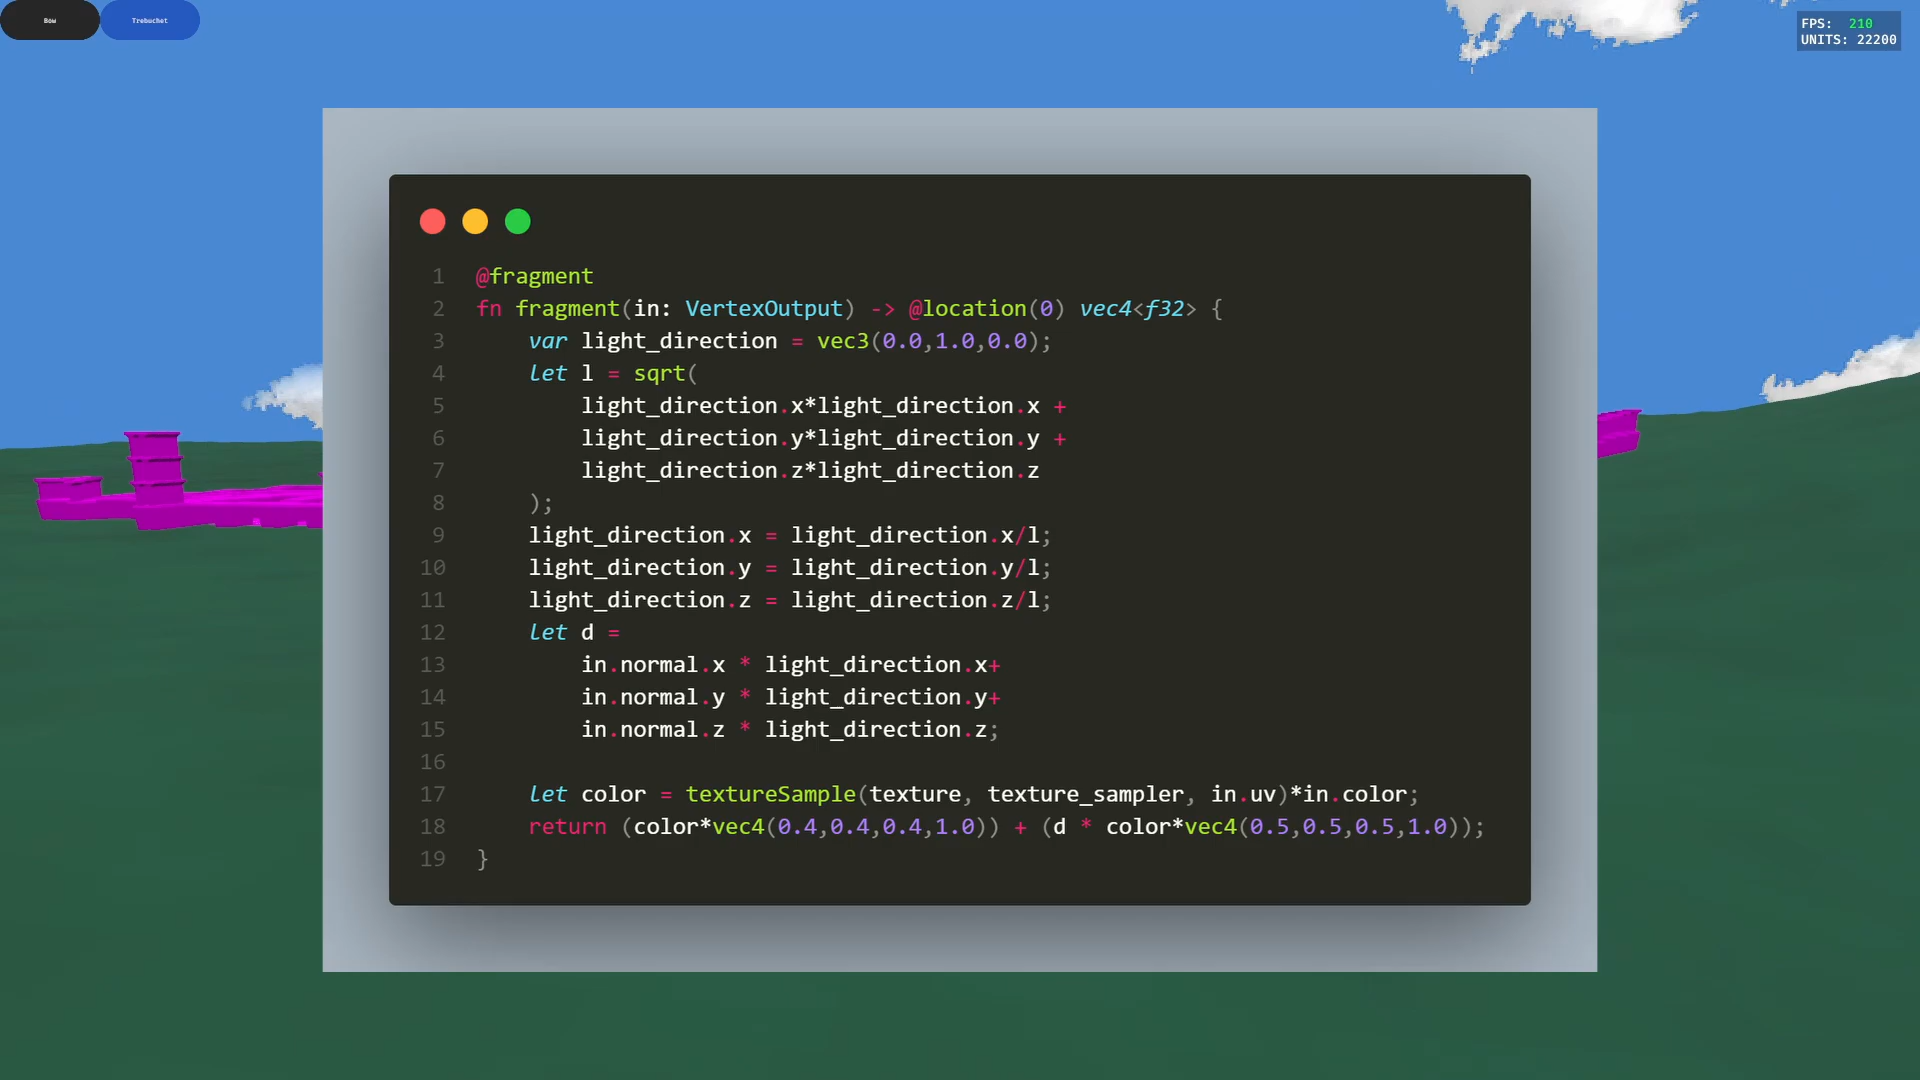 Bow
Trebuchet
FPS: 210
UNITS: 22200
1 @fragment
2 fn fragment(in: VertexOutput) -> @location(0) vec4<f32> {
3     var light_direction = vec3(0.0,1.0,0.0);
4     let l = sqrt(
5         light_direction.x*light_direction.x +
6         light_direction.y*light_direction.y +
7         light_direction.z*light_direction.z
8     );
9     light_direction.x = light_direction.x/l;
10     light_direction.y = light_direction.y/l;
11     light_direction.z = light_direction.z/l;
12     let d =
13         in.normal.x * light_direction.x+
14         in.normal.y * light_direction.y+
15         in.normal.z * light_direction.z;
16
17     let color = textureSample(texture, texture_sampler, in.uv)*in.color;
18     return (color*vec4(0.4,0.4,0.4,1.0)) + (d * color*vec4(0.5,0.5,0.5,1.0));
19 }